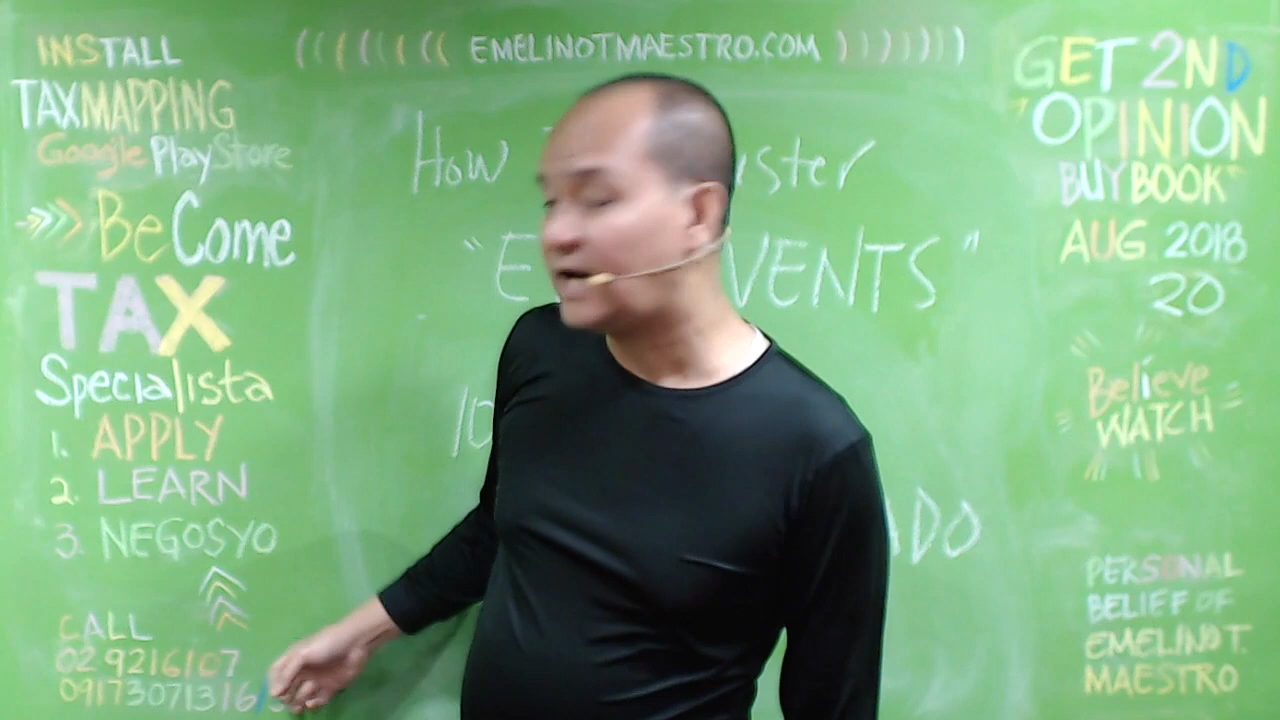 INSTALL
TAXMAPPING
Google PlayStore
>>> BeCome
TAX
Specialista
1. APPLY
2. LEARN
3. NEGOSYO
CALL
02 9216107
((((((( EMELINOTMAESTRO.COM )))))))
How
"E VENTS"
10
GET 2ND
OPINION
BUY BOOK
AUG 2018
20
Believe
WATCH
PERSONAL
BELIEF OF
EMELINO T.
MAESTRO